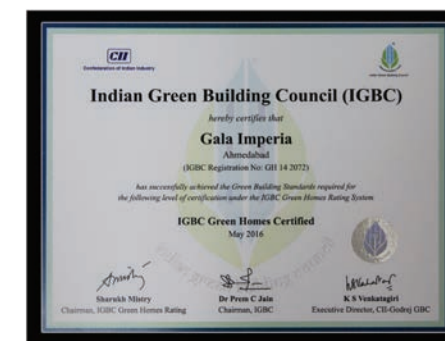 CII
Confederation of Indian Industry
Indian Green Building Council (IGBC)
hereby certifies that
Gala Imperia
Ahmedabad
(IGBC Registration No: GH 14 2072)
has successfully achieved the Green Building Standards required for
the following level of certification under the IGBC Green Homes Rating System
IGBC Green Homes Certified
May 2016
Sharukh Mistry
Chairman, IGBC Green Homes Rating
Dr Prem C Jain
Chairman, IGBC
K S Venkatagiri
Executive Director, CII-Godrej GBC